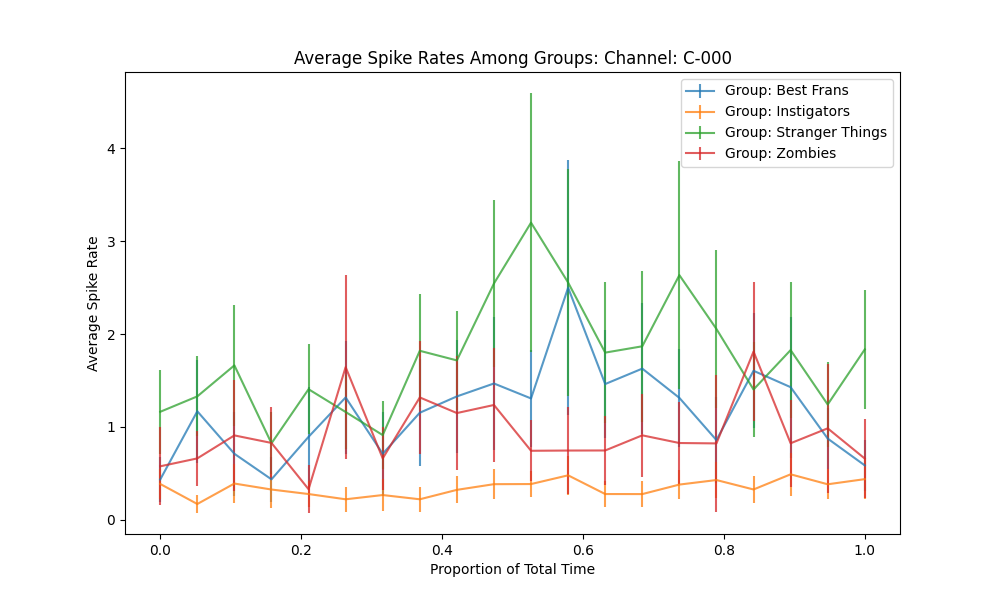 Average Spike Rates Among Groups: Channel: C-000
Group: Best Frans
Group: Instigators
Group: Stranger Things
Group: Zombies
Average Spike Rate
4
3
2
1
0
0.0 0.2 0.4 0.6 0.8 1.0
Proportion of Total Time